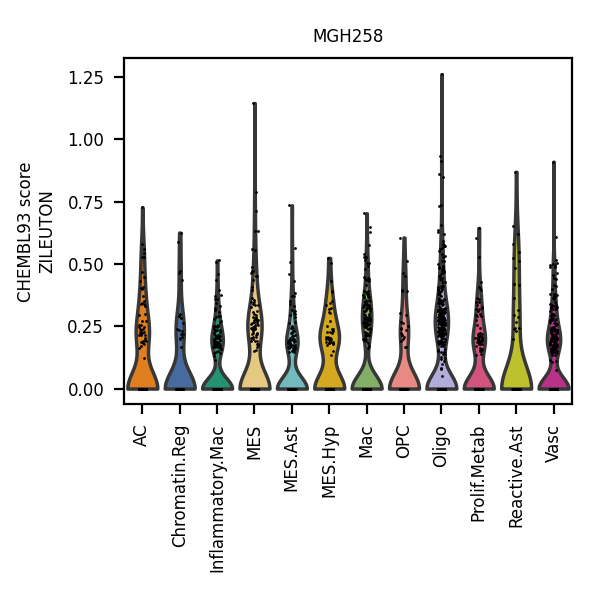 MGH258
CHEMBL93 score
ZILEUTON
1.25
1.00
0.75
0.50
0.25
0.00
AC
Chromatin.Reg
Inflammatory.Mac
MES
MES.Ast
MES.Hyp
Mac
OPC
Oligo
Prolif.Metab
Reactive.Ast
Vasc